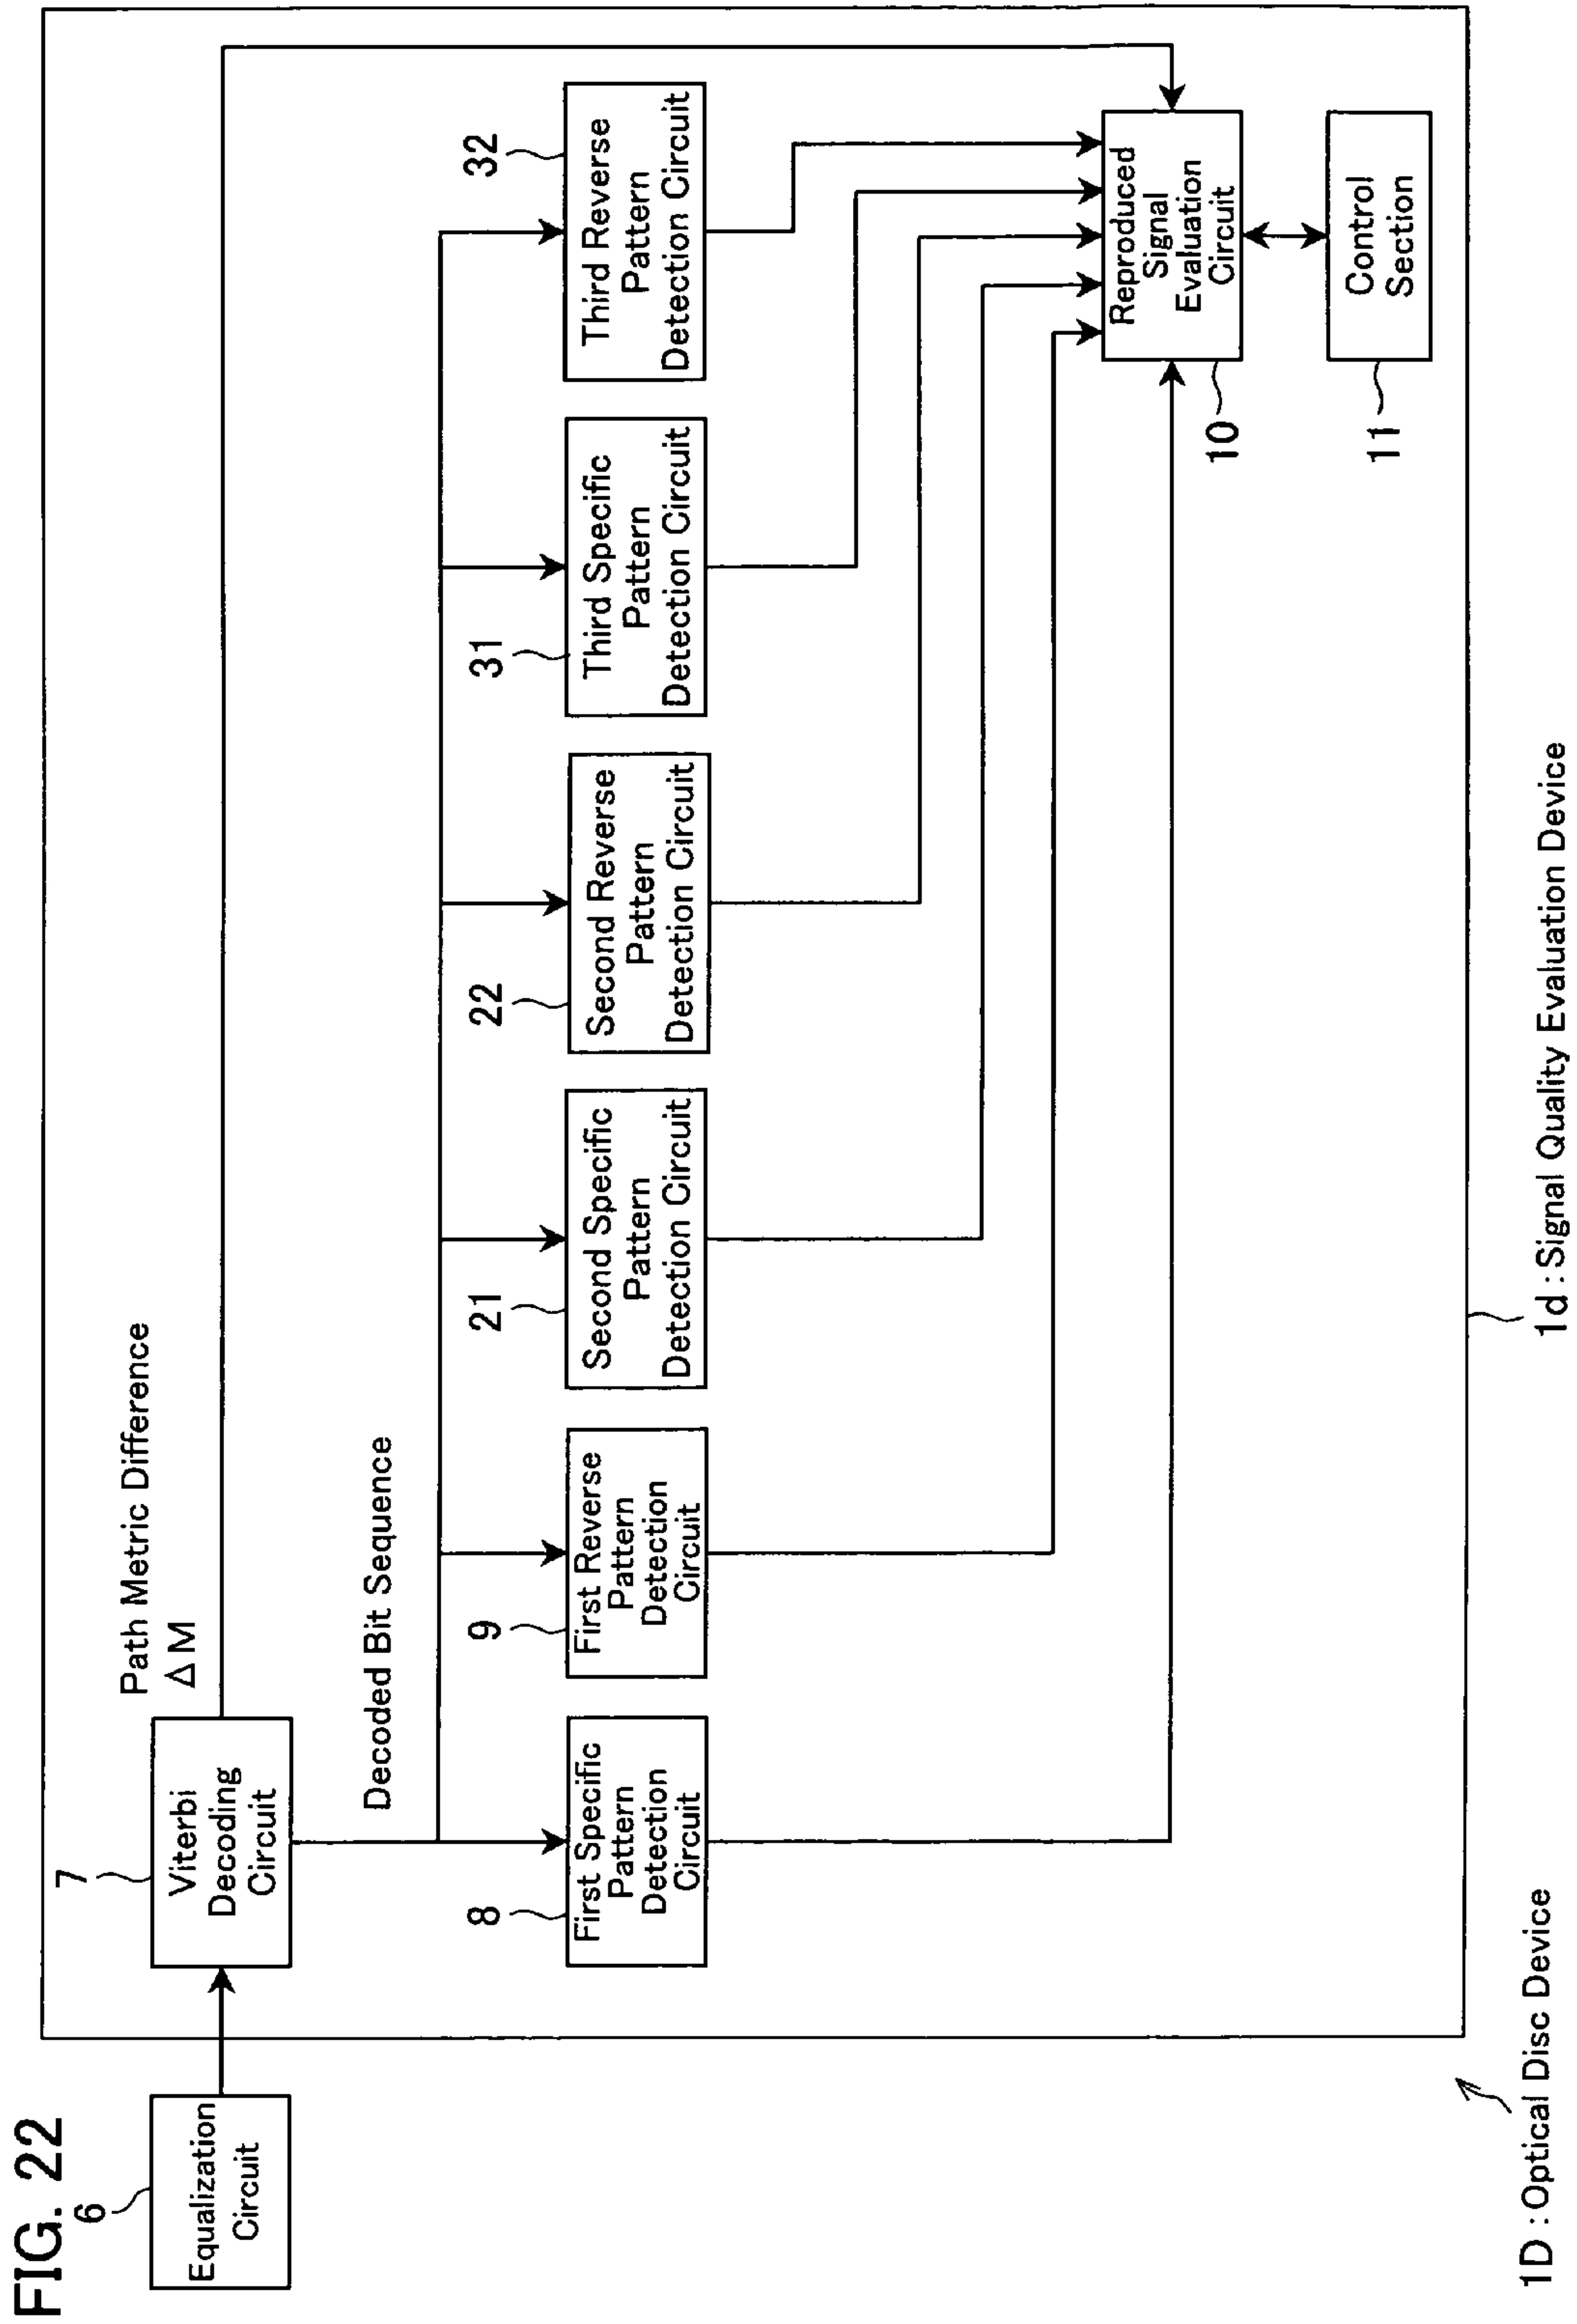 FIG. 22
6
Equalization
Circuit
7
Viterbi
Decoding
Circuit
Path Metric Difference
ΔM
Decoded Bit Sequence
8
First Specific
Pattern
Detection
Circuit
9
First Reverse
Pattern
Detection
Circuit
21
Second Specific
Pattern
Detection Circuit
22
Second Reverse
Pattern
Detection Circuit
31
Third Specific
Pattern
Detection Circuit
32
Third Reverse
Pattern
Detection Circuit
Reproduced
Signal
Evaluation
Circuit
10
Control
Section
11
1d : Signal Quality Evaluation Device
1D : Optical Disc Device